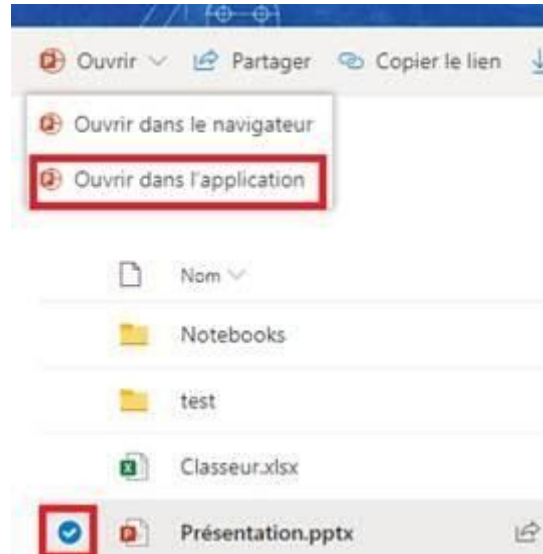 Ouvrir Partager Copier le lien
Ouvrir dans le navigateur
Ouvrir dans l'application
Nom
Notebooks
test
Classeur.xlsx
Présentation.pptx